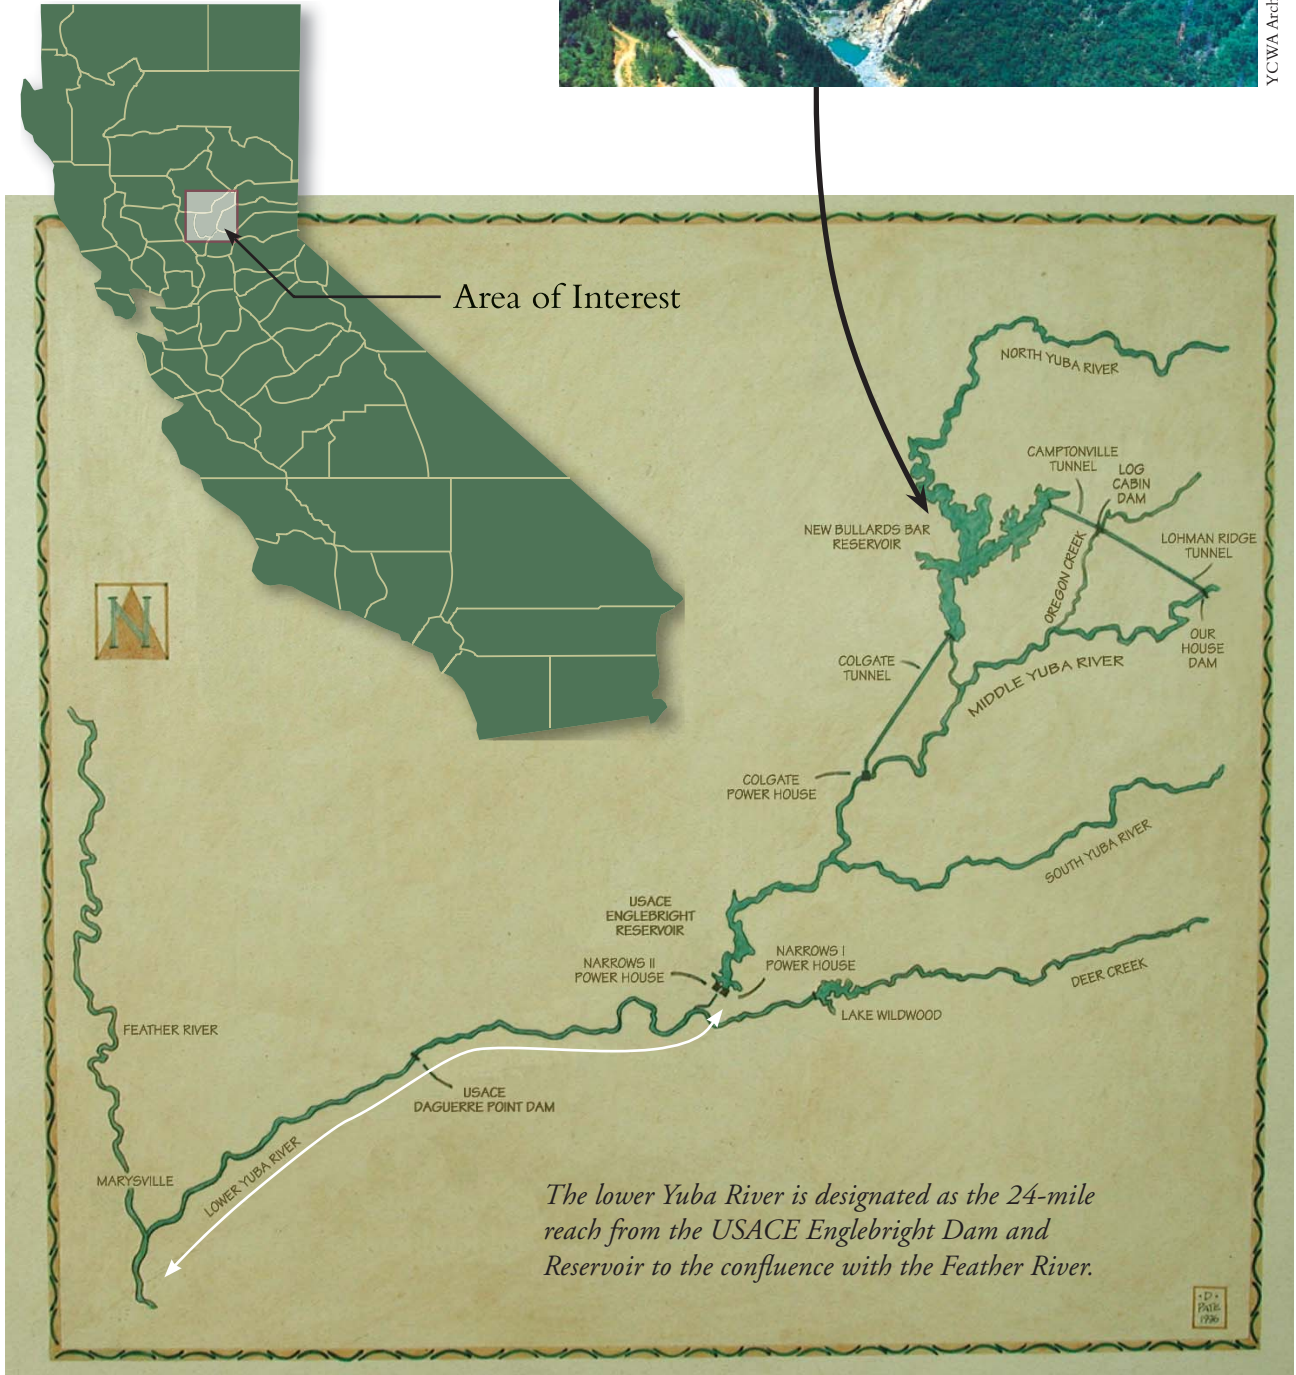 YCWA Arch
Area of Interest
NORTH YUBA RIVER
CAMPTONVILLE
TUNNEL
LOG
CABIN
DAM
NEW BULLARDS BAR
RESERVOIR
OREGON CREEK
LOHMAN RIDGE
TUNNEL
N
OUR
HOUSE
DAM
COLGATE
TUNNEL
MIDDLE YUBA RIVER
COLGATE
POWER HOUSE
SOUTH YUBA RIVER
USACE
ENGLEBRIGHT
RESERVOIR
NARROWS II
POWER HOUSE
NARROWS I
POWER HOUSE
DEER CREEK
LAKE WILDWOOD
FEATHER RIVER
USACE
DAGUERRE POINT DAM
MARYSVILLE
LOWER YUBA RIVER
The lower Yuba River is designated as the 24-mile
reach from the USACE Englebright Dam and
Reservoir to the confluence with the Feather River.
D
PATE
1996